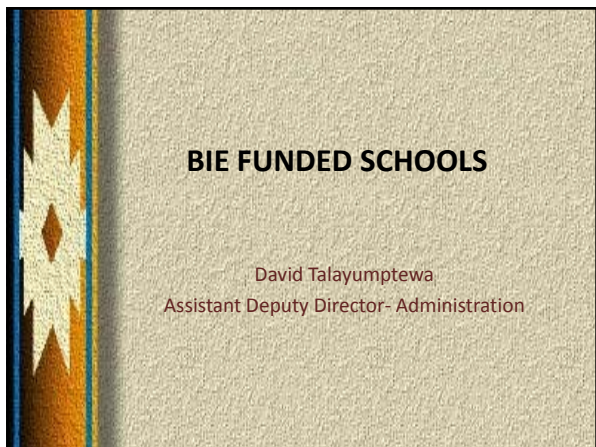 BIE FUNDED SCHOOLS
David Talayumptewa
Assistant Deputy Director- Administration